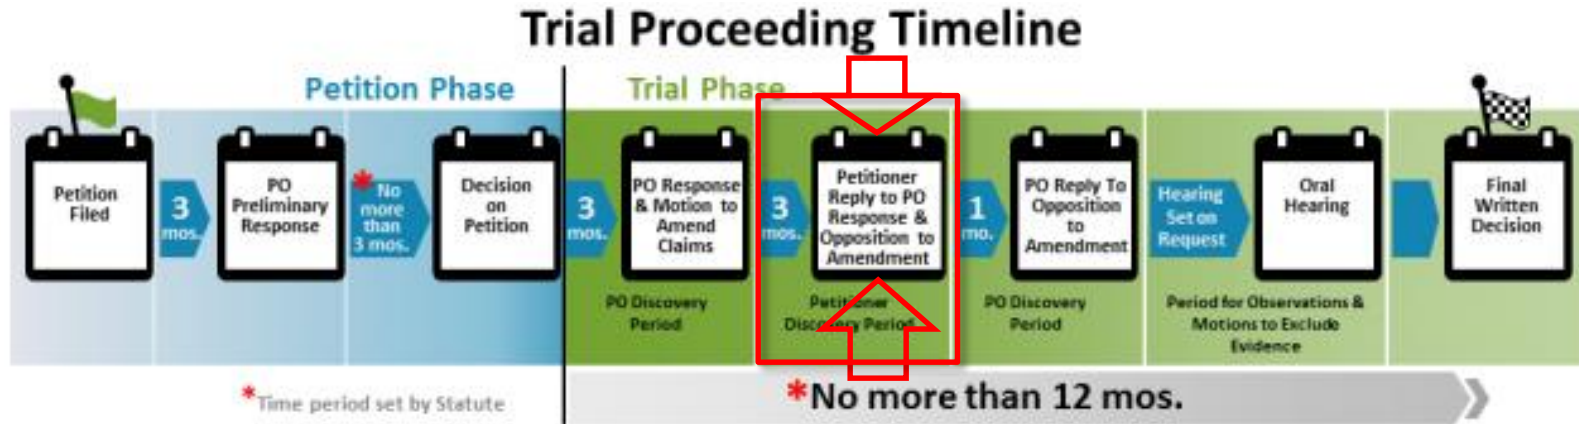 Trial Proceeding Timeline
Petition Phase
Trial Phase
Petition
Filed
3
mos.
PO
Preliminary
Response
*No
more
than
3 mos.
Decision
on
Petition
3
mos.
PO Response
& Motion to
Amend
Claims
3
mos.
Petitioner
Reply to PO
Response &
Opposition to
Amendment
1
mo.
PO Reply To
Opposition
to
Amendment
Hearing
Set on
Request
Oral
Hearing
Final
Written
Decision
PO Discovery
Period
Petitioner
Discovery Period
PO Discovery
Period
Period for Observations &
Motions to Exclude
Evidence
*Time period set by Statute
*No more than 12 mos.